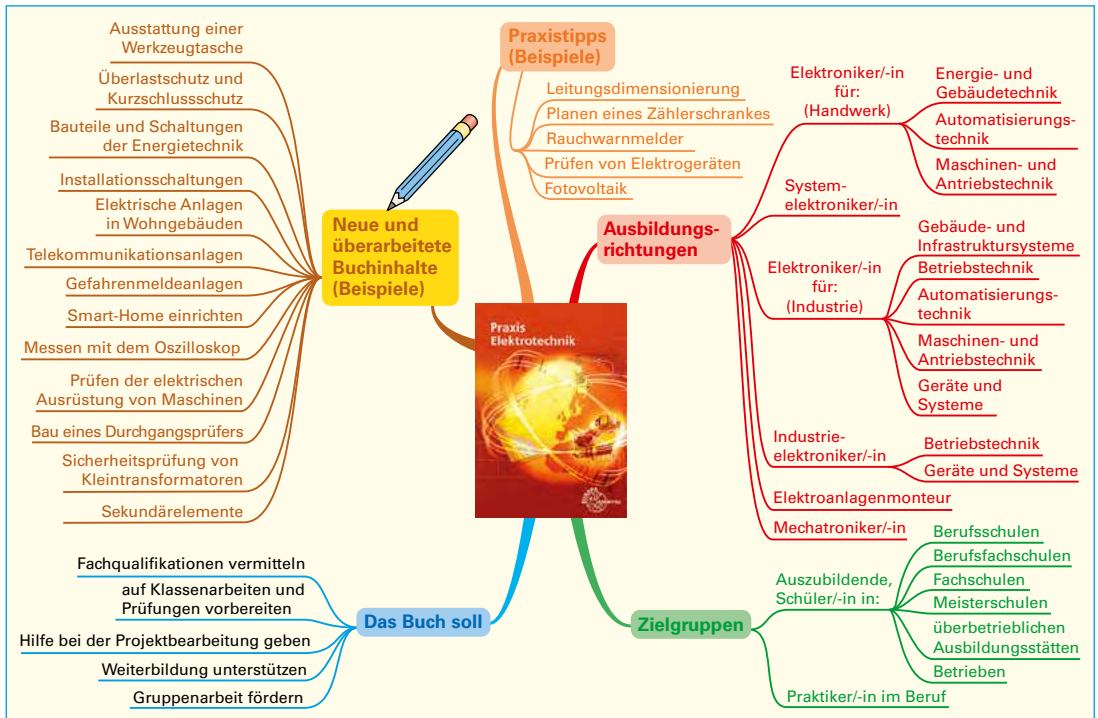 Ausstattung einer
Werkzeugtasche
Überlastschutz und
Kurzschlussschutz
Bauteile und Schaltungen
der Energietechnik
Installationsschaltungen
Elektrische Anlagen
in Wohngebäuden
Telekommunikationsanlagen
Gefahrenmeldeanlagen
Smart-Home einrichten
Messen mit dem Oszilloskop
Prüfen der elektrischen
Ausrüstung von Maschinen
Bau eines Durchgangsprüfers
Sicherheitsprüfung von
Kleintransformatoren
Sekundärelemente
Neue und
überarbeitete
Buchinhalte
(Beispiele)
Praxistipps
(Beispiele)
Leitungsdimensionierung
Planen eines Zählerschrankes
Rauchwarnmelder
Prüfen von Elektrogeräten
Fotovoltaik
Praxis
Elektrotechnik
Ausbildungs-
richtungen
Elektroniker/-in
für:
(Handwerk)
Energie- und
Gebäudetechnik
Automatisierungs-
technik
Maschinen- und
Antriebstechnik
System-
elektroniker/-in
Elektroniker/-in
für:
(Industrie)
Gebäude- und
Infrastruktursysteme
Betriebstechnik
Automatisierungs-
technik
Maschinen- und
Antriebstechnik
Geräte und
Systeme
Industrie-
elektroniker/-in
Betriebstechnik
Geräte und Systeme
Elektroanlagenmonteur
Mechatroniker/-in
Das Buch soll
Fachqualifikationen vermitteln
auf Klassenarbeiten und
Prüfungen vorbereiten
Hilfe bei der Projektbearbeitung geben
Weiterbildung unterstützen
Gruppenarbeit fördern
Zielgruppen
Auszubildende,
Schüler/-in in:
Berufsschulen
Berufsfachschulen
Fachschulen
Meisterschulen
überbetrieblichen
Ausbildungsstätten
Betrieben
Praktiker/-in im Beruf